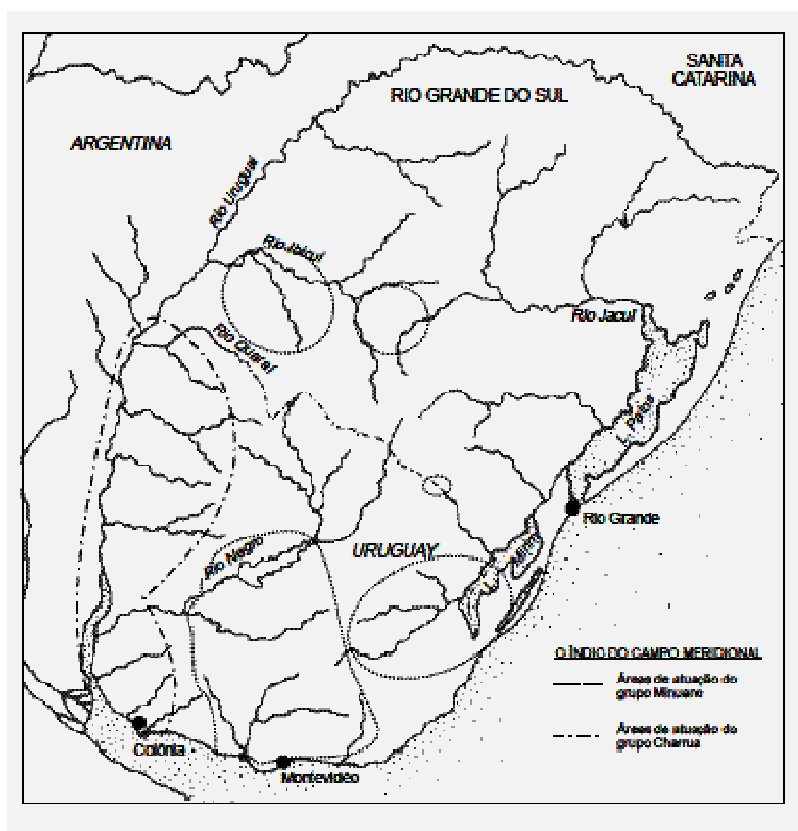 SANTA
CATARINA
RIO GRANDE DO SUL
ARGENTINA
Rio Uruguai
Rio Ibicuí
Rio Jacuí
Rio Quaraí
L. Patos
Rio Grande
URUGUAY
Rio Negro
L. Mirim
O ÍNDIO DO CAMPO MERIDIONAL
Áreas de atuação do
grupo Minuano
Áreas de atuação do
grupo Charrua
Colônia
Montevidéo